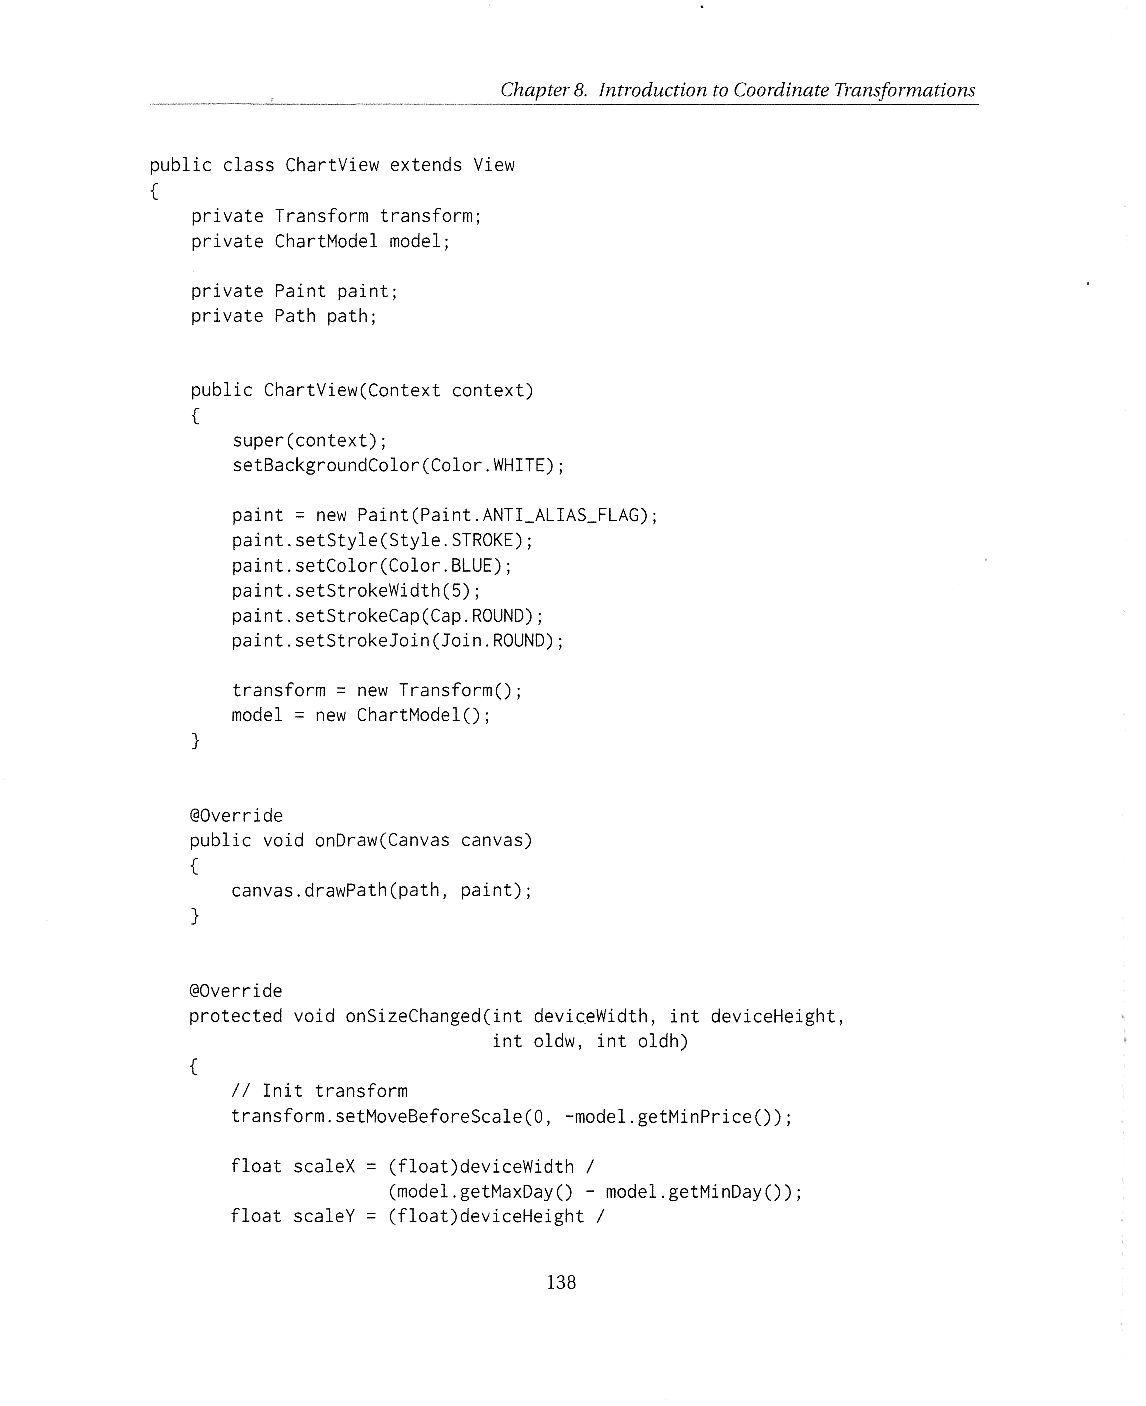 Chapter 8. Introduction to Coordinate Transformations
public class ChartView extends View
{
    private Transform transform;
    private ChartModel model;

    private Paint paint;
    private Path path;

    public ChartView(Context context)
    {
        super(context);
        setBackgroundColor(Color.WHITE);

        paint = new Paint(Paint.ANTI_ALIAS_FLAG);
        paint.setStyle(Style.STROKE);
        paint.setColor(Color.BLUE);
        paint.setStrokeWidth(5);
        paint.setStrokeCap(Cap.ROUND);
        paint.setStrokeJoin(Join.ROUND);

        transform = new Transform();
        model = new ChartModel();
    }

    @Override
    public void onDraw(Canvas canvas)
    {
        canvas.drawPath(path, paint);
    }

    @Override
    protected void onSizeChanged(int deviceWidth, int deviceHeight,
                                 int oldw, int oldh)
    {
        // Init transform
        transform.setMoveBeforeScale(0, -model.getMinPrice());

        float scaleX = (float)deviceWidth /
                       (model.getMaxDay() - model.getMinDay());
        float scaleY = (float)deviceHeight /
138